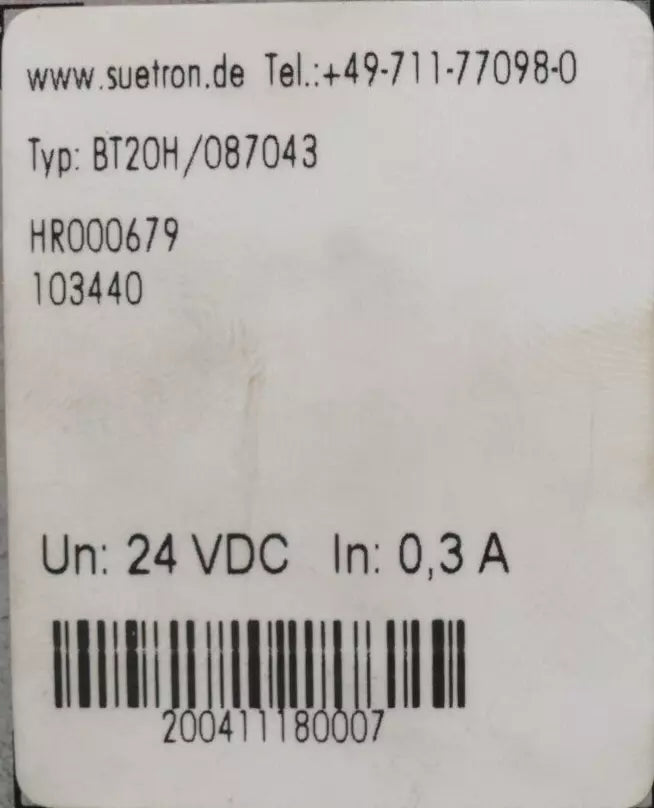 www.suetron.de Tel.:+49-711-77098-0
Typ: BT20H/087043
HR000679
103440
Un: 24 VDC In: 0,3 A
200411180007